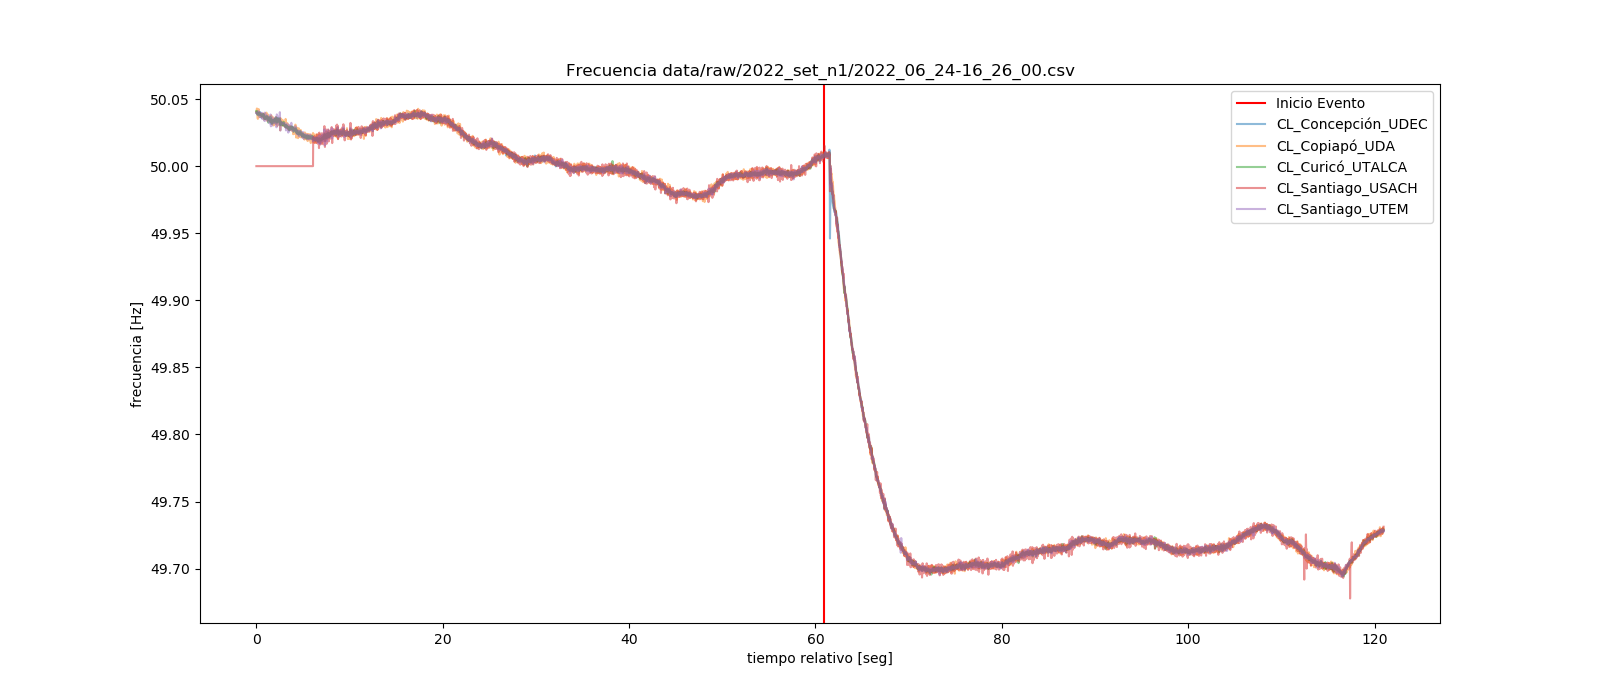 Frecuencia data/raw/2022_set_n1/2022_06_24-16_26_00.csv
50.05
50.00
49.95
49.90
49.85
49.80
49.75
49.70
frecuencia [Hz]
Inicio Evento
CL_Concepción_UDEC
CL_Copiapó_UDA
CL_Curicó_UTALCA
CL_Santiago_USACH
CL_Santiago_UTEM
0 20 40 60 80 100 120
tiempo relativo [seg]